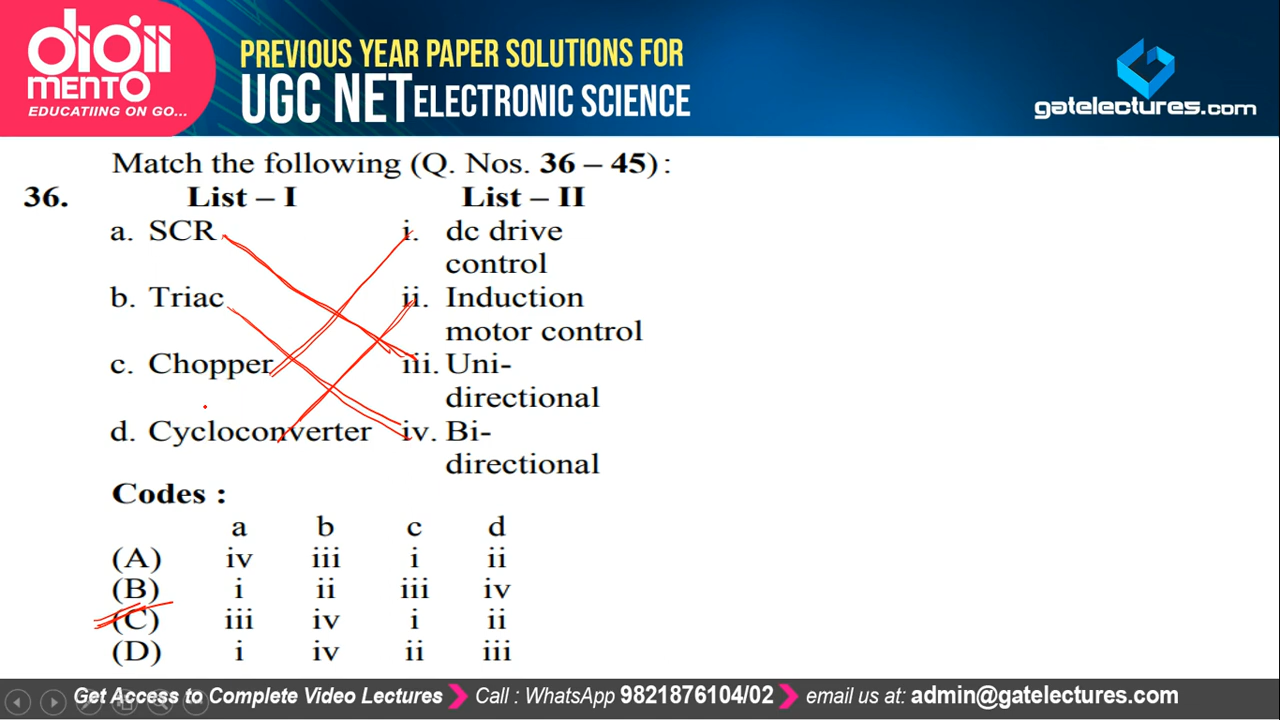 digii
MENTO
EDUCATIING ON GO...
PREVIOUS YEAR PAPER SOLUTIONS FOR
UGC NET ELECTRONIC SCIENCE
gatelectures.com
Match the following (Q. Nos. 36 – 45) :
36. List – I List – II
a. SCR i. dc drive
control
b. Triac ii. Induction
motor control
c. Chopper iii. Uni-
directional
d. Cycloconverter iv. Bi-
directional
Codes :
a b c d
(A) iv iii i ii
(B) i ii iii iv
(C) iii iv i ii
(D) i iv ii iii
Get Access to Complete Video Lectures Call : WhatsApp 9821876104/02 email us at: admin@gatelectures.com